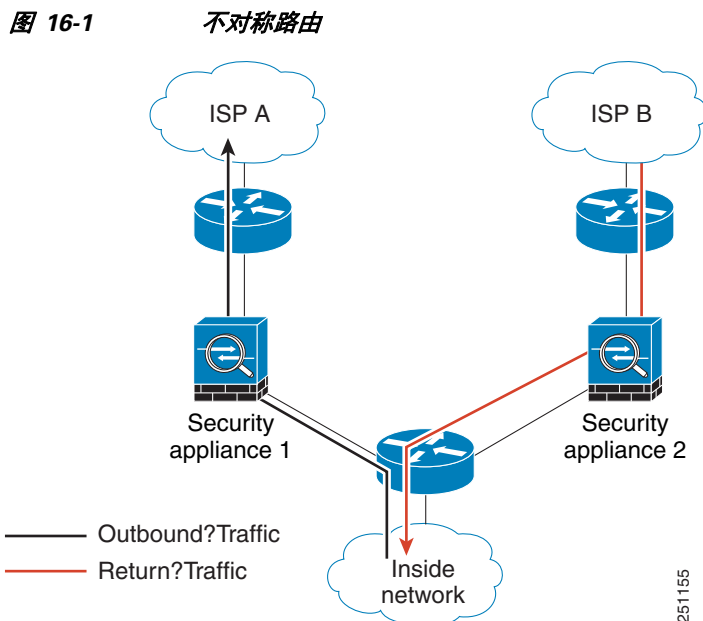 图 16-1 不对称路由
ISP A
ISP B
Security
appliance 1
Security
appliance 2
Outbound?Traffic
Return?Traffic
Inside
network
251155